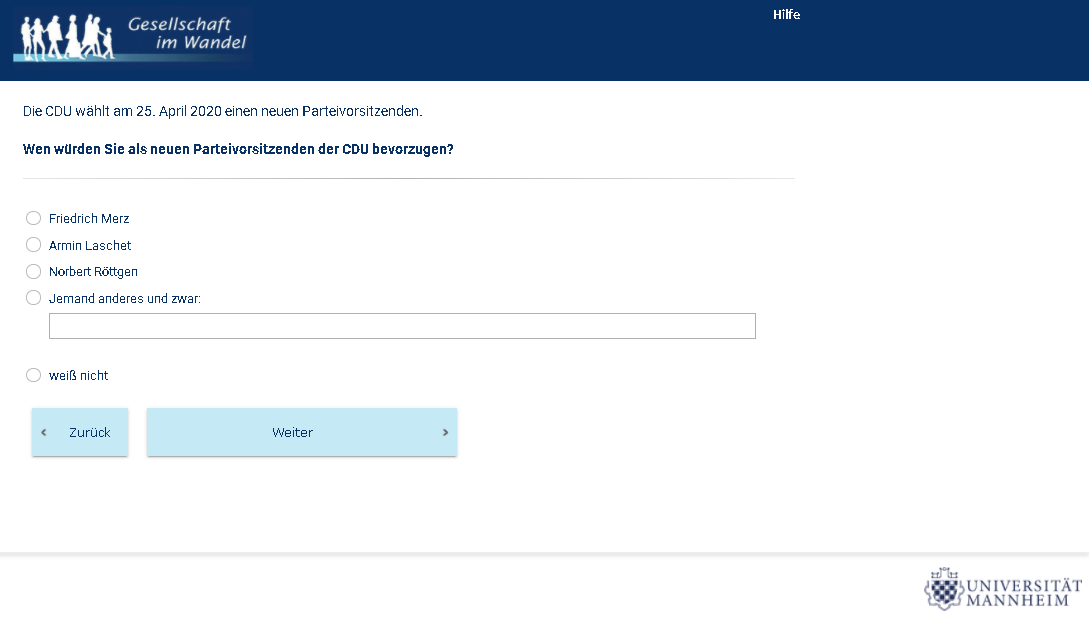 Gesellschaft
im Wandel
Hilfe
Die CDU wählt am 25. April 2020 einen neuen Parteivorsitzenden.
Wen würden Sie als neuen Parteivorsitzenden der CDU bevorzugen?
Friedrich Merz
Armin Laschet
Norbert Röttgen
Jemand anderes und zwar:
weiß nicht
‹ Zurück
Weiter ›
UNIVERSITÄT
MANNHEIM